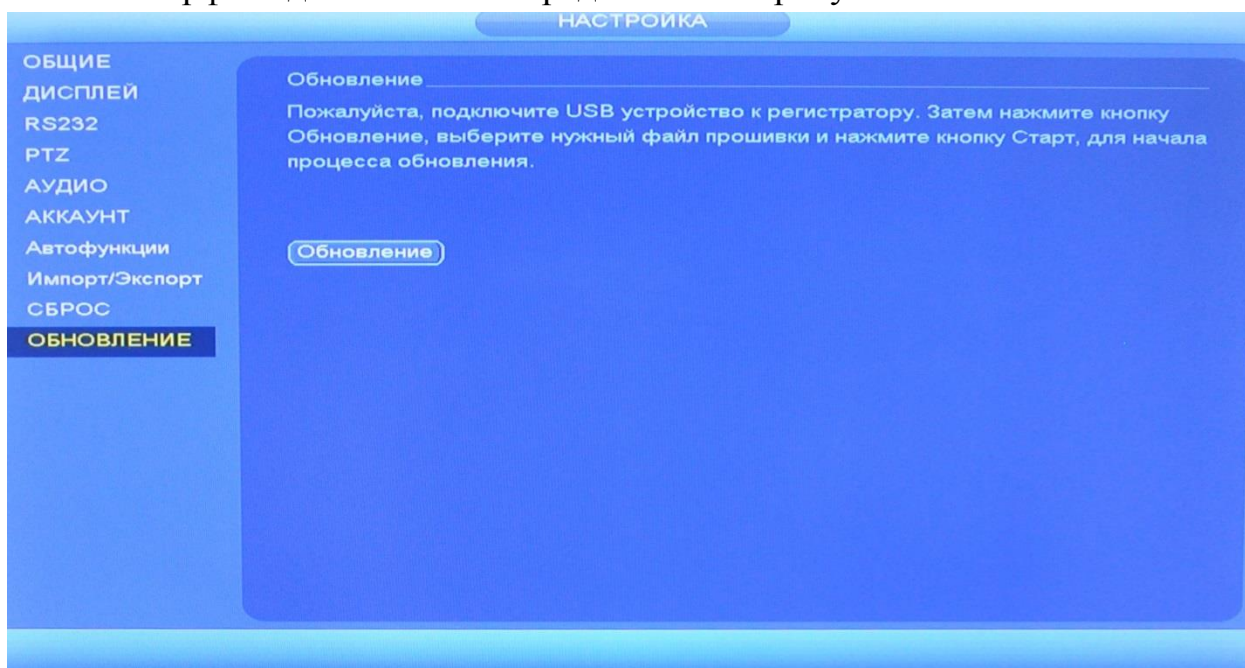 НАСТРОЙКА
ОБЩИЕ
ДИСПЛЕЙ
RS232
PTZ
АУДИО
АККАУНТ
Автофункции
Импорт/Экспорт
СБРОС
ОБНОВЛЕНИЕ
Обновление
Пожалуйста, подключите USB устройство к регистратору. Затем нажмите кнопку
Обновление, выберите нужный файл прошивки и нажмите кнопку Старт, для начала
процесса обновления.
Обновление